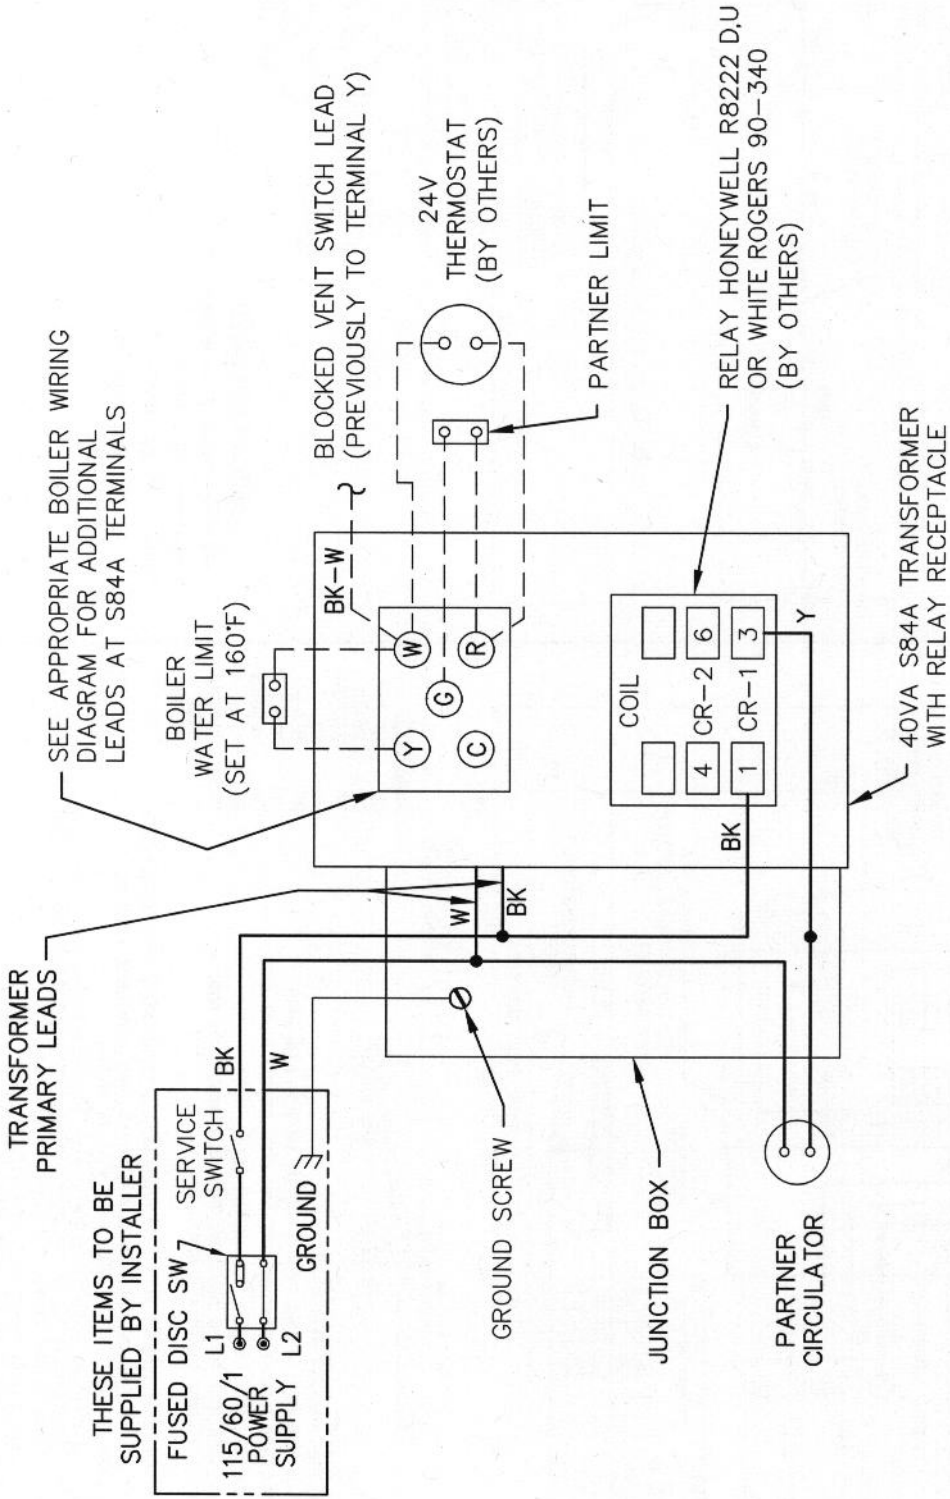 THESE ITEMS TO BE
SUPPLIED BY INSTALLER
FUSED DISC SW
SERVICE
SWITCH
L1
115/60/1
POWER
SUPPLY
L2
GROUND
BK
W
TRANSFORMER
PRIMARY LEADS
SEE APPROPRIATE BOILER WIRING
DIAGRAM FOR ADDITIONAL
LEADS AT S84A TERMINALS
BOILER
WATER LIMIT
(SET AT 160°F)
BK-W
BLOCKED VENT SWITCH LEAD
(PREVIOUSLY TO TERMINAL Y)
24V
THERMOSTAT
(BY OTHERS)
PARTNER LIMIT
Y
W
G
C
R
W
BK
GROUND SCREW
JUNCTION BOX
COIL
4
CR-2
6
1
CR-1
3
BK
Y
RELAY HONEYWELL R8222 D,U
OR WHITE ROGERS 90-340
(BY OTHERS)
40VA S84A TRANSFORMER
WITH RELAY RECEPTACLE
PARTNER
CIRCULATOR